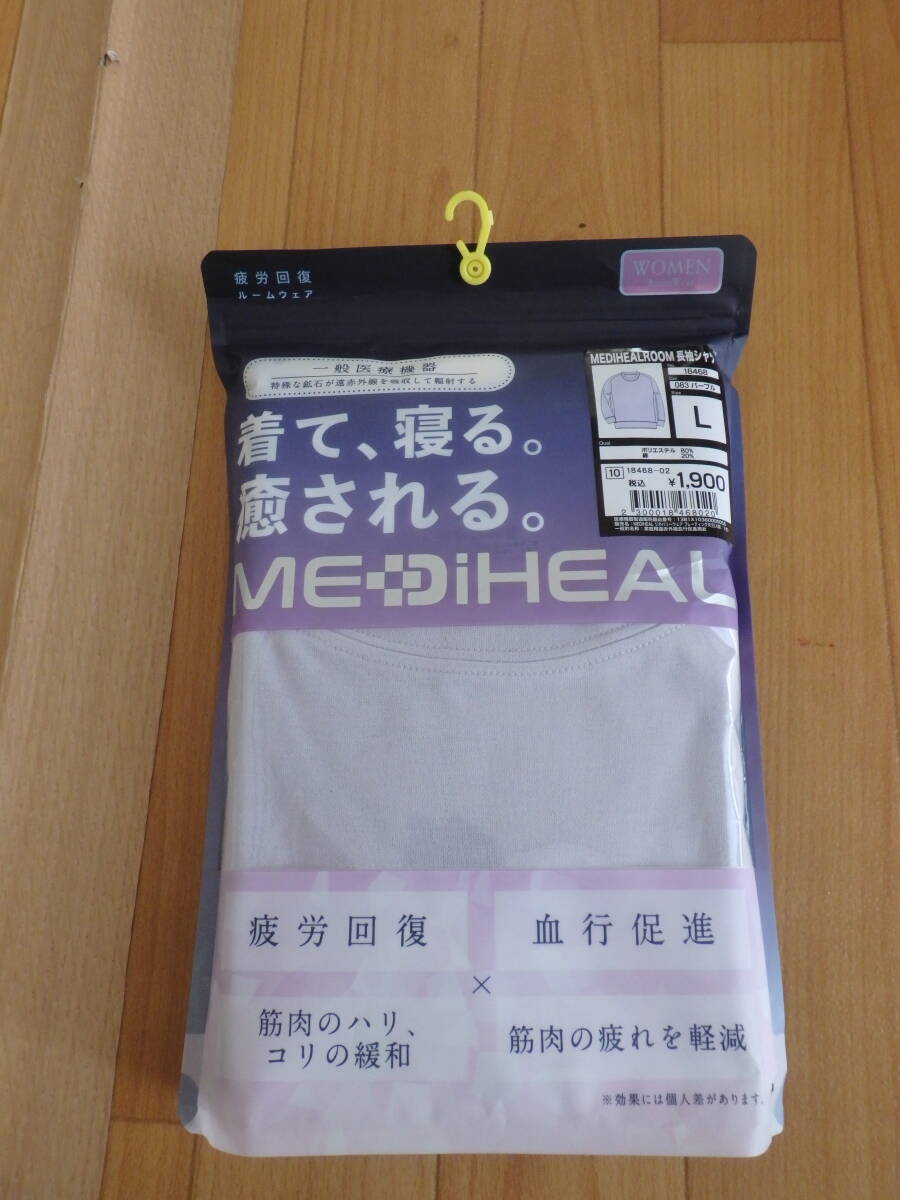 疲労回復
ルームウェア
WOMEN
一般医療機器
特殊な鉱石が遠赤外線を吸収して輻射する
着て、寝る。
癒される。
MEDiHEAL
MEDIHEALROOM 長袖シャツ
18468
083 パープル
Size
L
Qual
ポリエステル 80%
綿 20%
10 18468-02
税込 ¥1,900
2 300018 468020
疲労回復
血行促進
×
筋肉のハリ、
コリの緩和
筋肉の疲れを軽減
※効果には個人差があります。